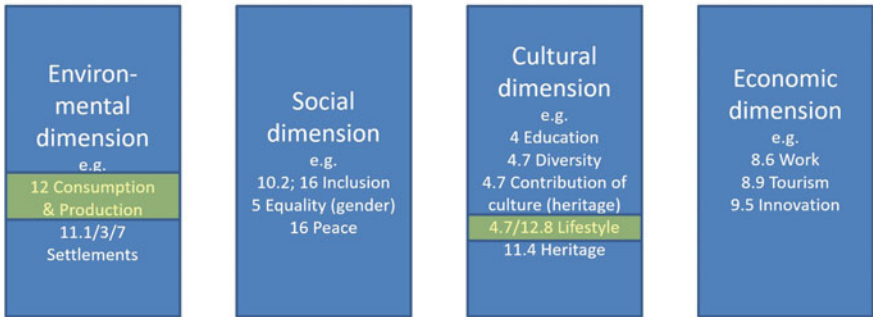 Environ-
mental
dimension
e.g.
12 Consumption
& Production
11.1/3/7
Settlements
Social
dimension
e.g.
10.2; 16 Inclusion
5 Equality (gender)
16 Peace
Cultural
dimension
e.g.
4 Education
4.7 Diversity
4.7 Contribution of
culture (heritage)
4.7/12.8 Lifestyle
11.4 Heritage
Economic
dimension
e.g.
8.6 Work
8.9 Tourism
9.5 Innovation